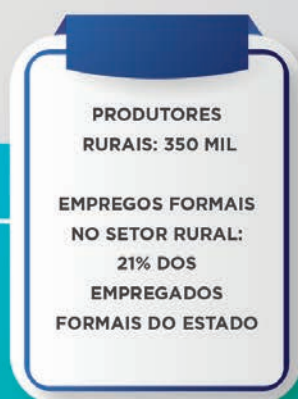 PRODUTORES
RURAIS: 350 MIL
EMPREGOS FORMAIS
NO SETOR RURAL:
21% DOS
EMPREGADOS
FORMAIS DO ESTADO